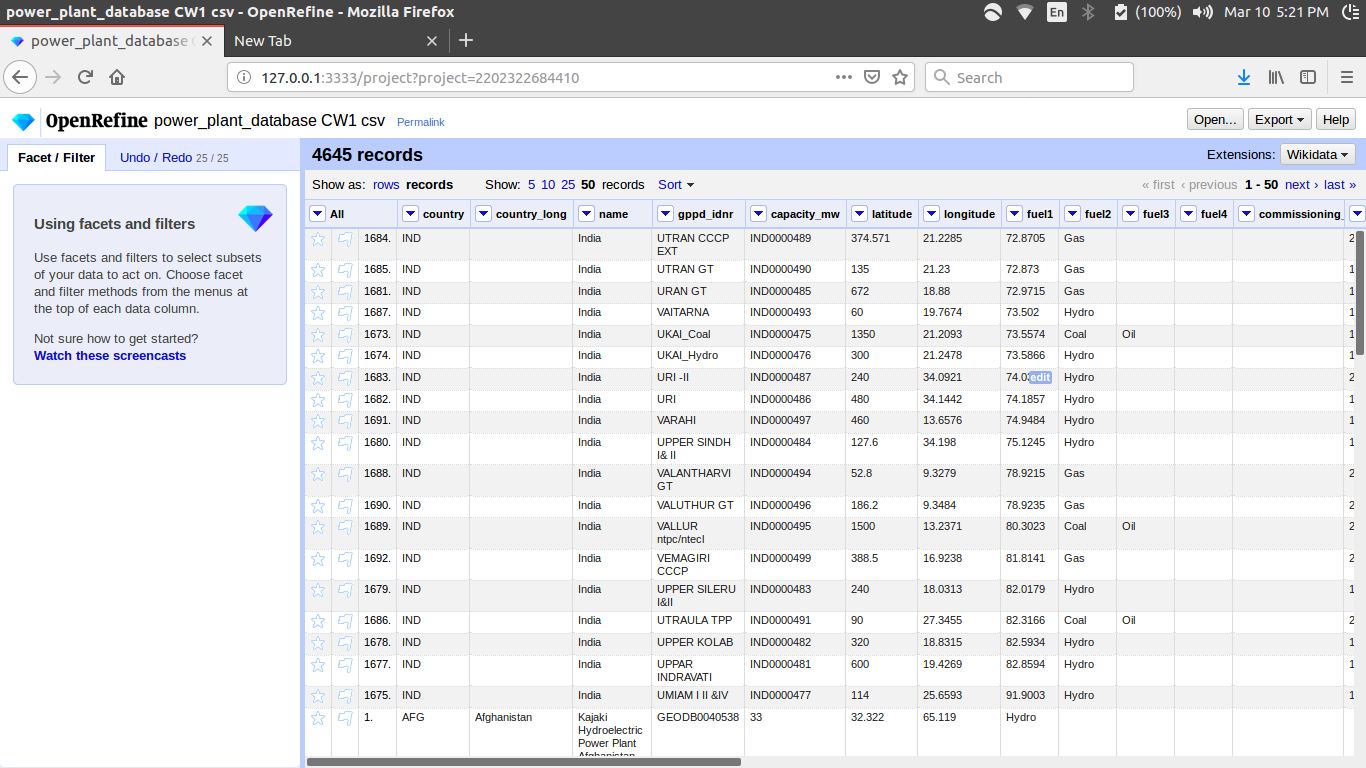 power_plant_database CW1 csv - OpenRefine - Mozilla Firefox En (100%) Mar 10 5:21 PM
power_plant_database New Tab
127.0.0.1:3333/project?project=2202322684410 Search
OpenRefine power_plant_database CW1 csv Permalink Open... Export Help
Facet / Filter Undo / Redo 25 / 25 4645 records Extensions: Wikidata
Show as: rows records Show: 5 10 25 50 records Sort « first ‹ previous 1 - 50 next › last »
Using facets and filters
Use facets and filters to select subsets
of your data to act on. Choose facet
and filter methods from the menus at
the top of each data column.
Not sure how to get started?
Watch these screencasts
All country country_long name gppd_idnr capacity_mw latitude longitude fuel1 fuel2 fuel3 fuel4 commissioning_
1684. IND India UTRAN CCCP IND0000489 374.571 21.2285 72.8705 Gas 2
EXT
1685. IND India UTRAN GT IND0000490 135 21.23 72.873 Gas 1
1681. IND India URAN GT IND0000485 672 18.88 72.9715 Gas 1
1687. IND India VAITARNA IND0000493 60 19.7674 73.502 Hydro 1
1673. IND India UKAI_Coal IND0000475 1350 21.2093 73.5574 Coal Oil 1
1674. IND India UKAI_Hydro IND0000476 300 21.2478 73.5866 Hydro 1
1683. IND India URI -II IND0000487 240 34.0921 edit Hydro 2
1682. IND India URI IND0000486 480 34.1442 74.1857 Hydro 1
1691. IND India VARAHI IND0000497 460 13.6576 74.9484 Hydro 1
1680. IND India UPPER SINDH IND0000484 127.6 34.198 75.1245 Hydro 1
I& II
1688. IND India VALANTHARVI IND0000494 52.8 9.3279 78.9215 Gas 2
GT
1690. IND India VALUTHUR GT IND0000496 186.2 9.3484 78.9235 Gas 2
1689. IND India VALLUR IND0000495 1500 13.2371 80.3023 Coal Oil 2
ntpc/ntecl
1692. IND India VEMAGIRI IND0000499 388.5 16.9238 81.8141 Gas 2
CCCP
1679. IND India UPPER SILERU IND0000483 240 18.0313 82.0179 Hydro 1
I&II
1686. IND India UTRAULA TPP IND0000491 90 27.3455 82.3166 Coal Oil 2
1678. IND India UPPER KOLAB IND0000482 320 18.8315 82.5934 Hydro 1
1677. IND India UPPAR IND0000481 600 19.4269 82.8594 Hydro 1
INDRAVATI
1675. IND India UMIAM I II &IV IND0000477 114 25.6593 91.9003 Hydro 1
1. AFG Afghanistan Kajaki GEODB0040538 33 32.322 65.119 Hydro
Hydroelectric
Power Plant
Afghanistan